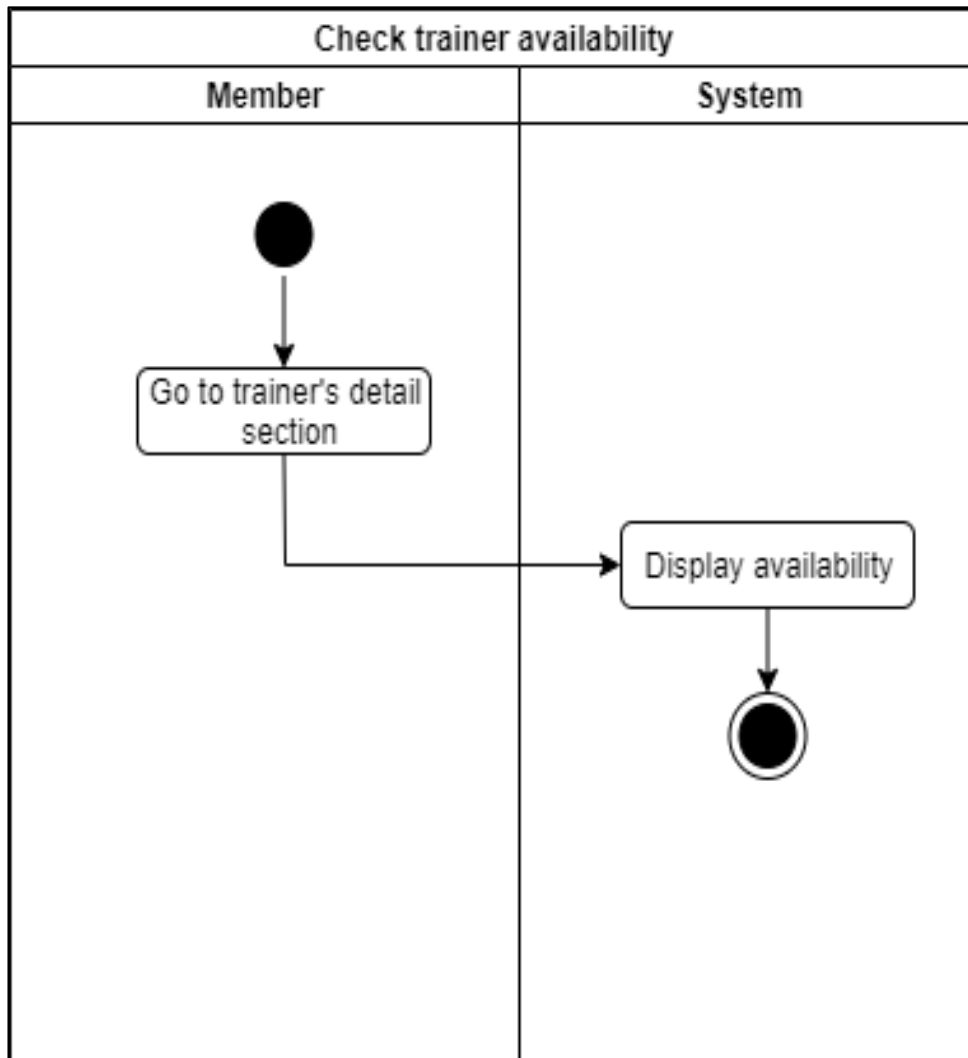 Check trainer availability
Member
System
Go to trainer's detail
section
Display availability